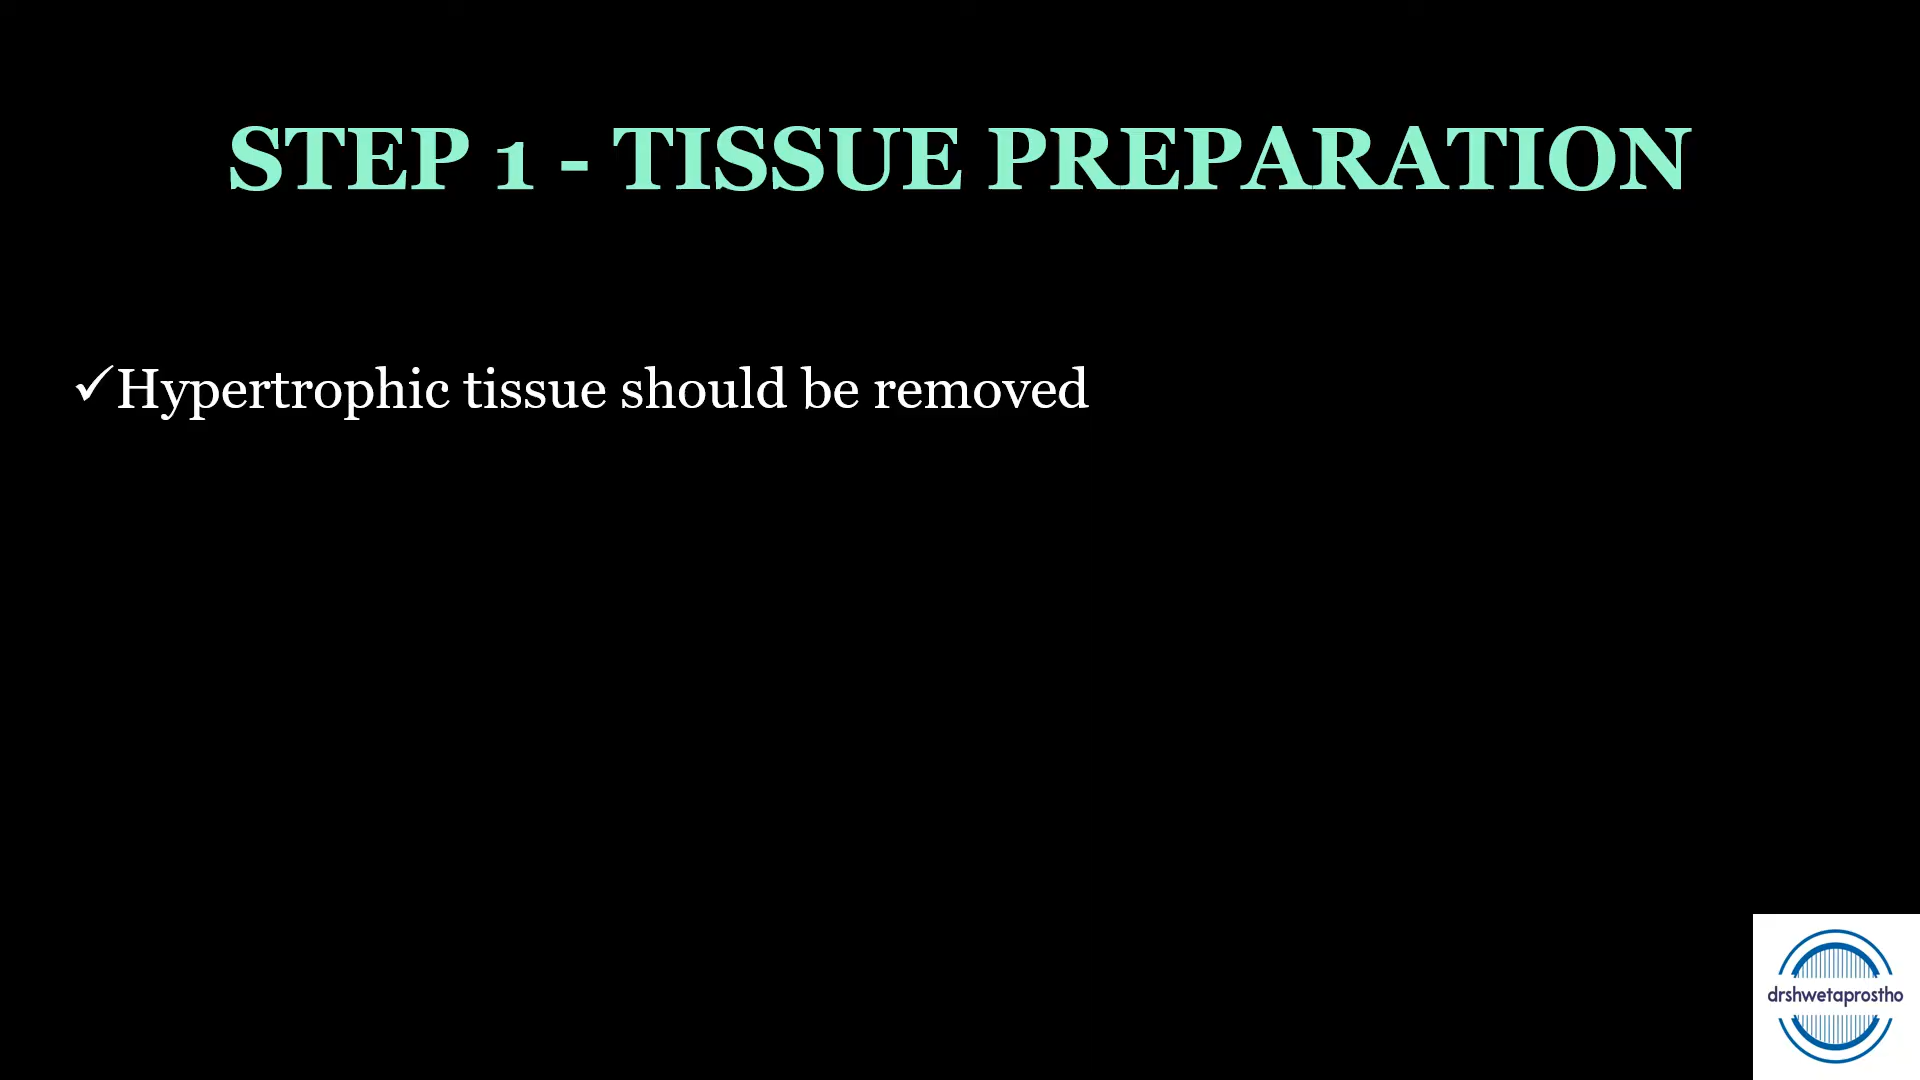 STEP 1 - TISSUE PREPARATION
✓Hypertrophic tissue should be removed
drshwetaprostho